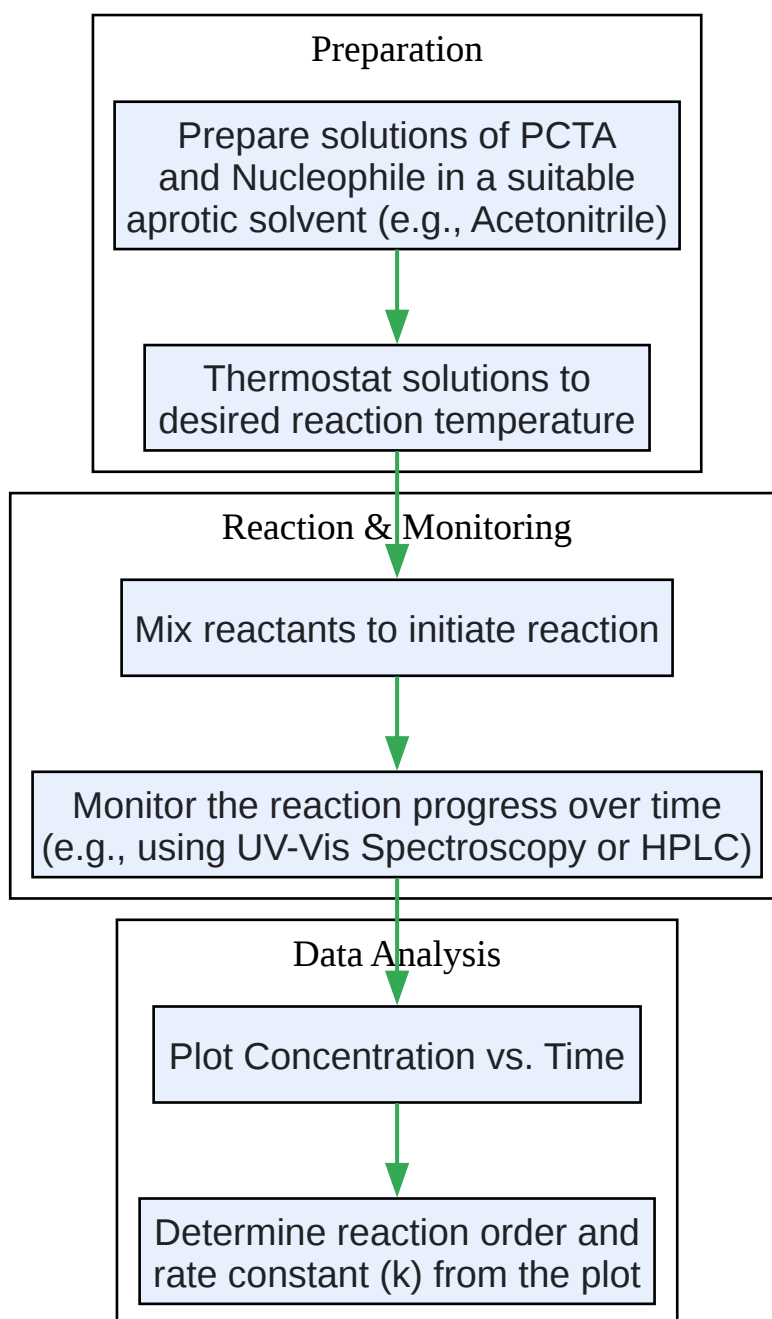 Preparation
Prepare solutions of PCTA
and Nucleophile in a suitable
aprotic solvent (e.g., Acetonitrile)
Thermostat solutions to
desired reaction temperature
Reaction & Monitoring
Mix reactants to initiate reaction
Monitor the reaction progress over time
(e.g., using UV-Vis Spectroscopy or HPLC)
Data Analysis
Plot Concentration vs. Time
Determine reaction order and
rate constant (k) from the plot